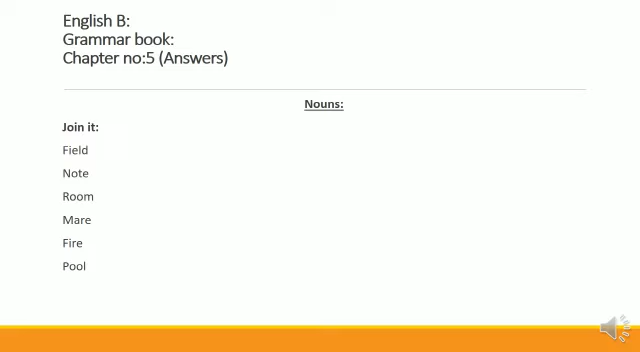 English B:
Grammar book:
Chapter no:5 (Answers)
Nouns:
Join it:
Field
Note
Room
Mare
Fire
Pool